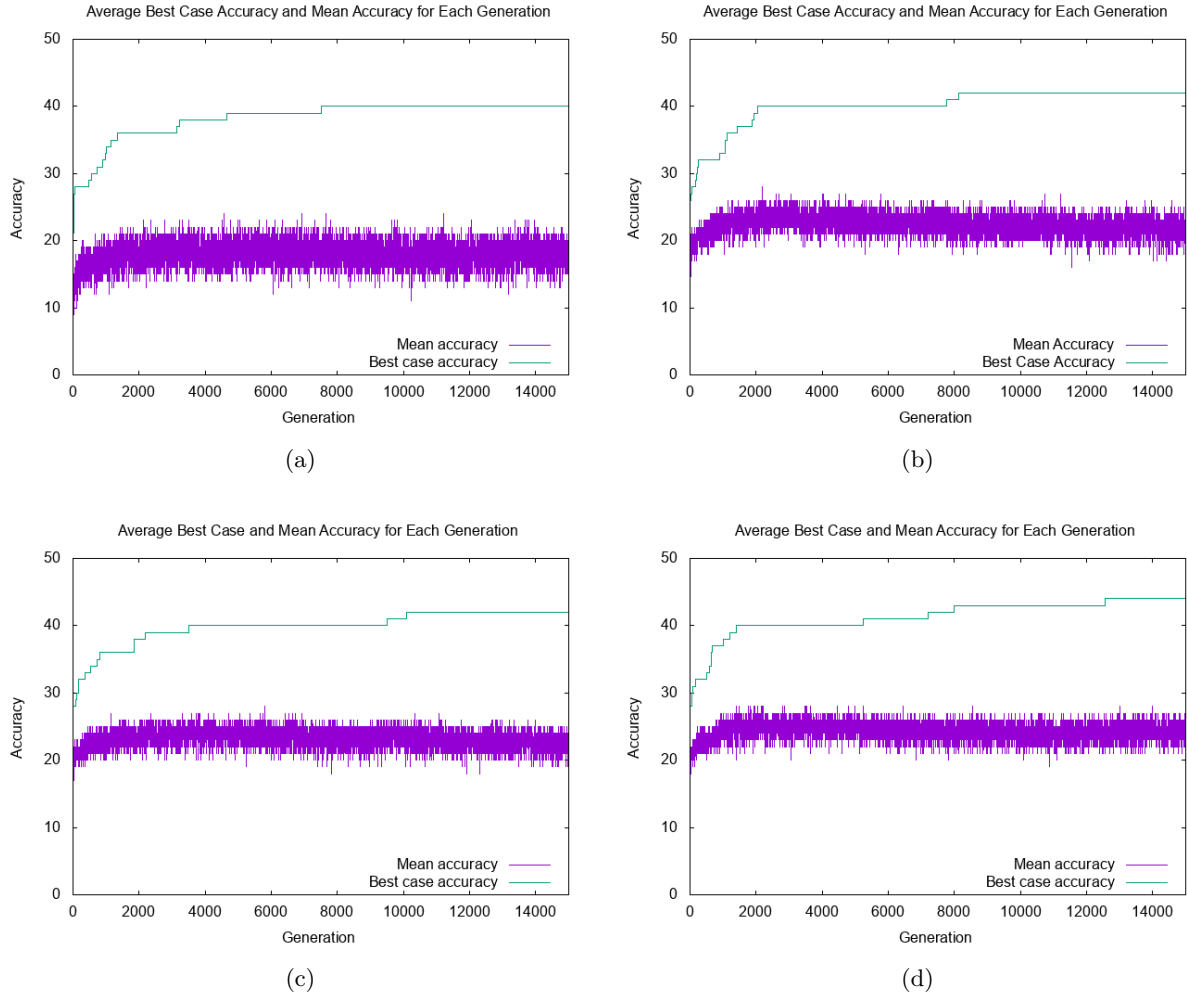 Average Best Case Accuracy and Mean Accuracy for Each Generation
50
40
30
20
10
0
Accuracy
Mean accuracy
Best case accuracy
0 2000 4000 6000 8000 10000 12000 14000
Generation
(a)
Average Best Case Accuracy and Mean Accuracy for Each Generation
50
40
30
20
10
0
Accuracy
Mean Accuracy
Best Case Accuracy
0 2000 4000 6000 8000 10000 12000 14000
Generation
(b)
Average Best Case and Mean Accuracy for Each Generation
50
40
30
20
10
0
Accuracy
Mean accuracy
Best case accuracy
0 2000 4000 6000 8000 10000 12000 14000
Generation
(c)
Average Best Case and Mean Accuracy for Each Generation
50
40
30
20
10
0
Accuracy
Mean accuracy
Best case accuracy
0 2000 4000 6000 8000 10000 12000 14000
Generation
(d)